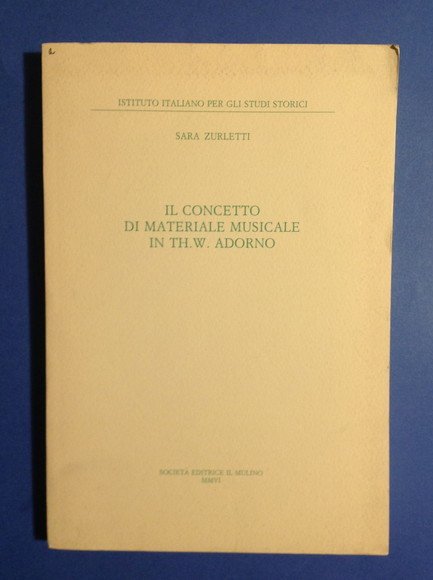 ISTITUTO ITALIANO PER GLI STUDI STORICI
SARA ZURLETTI
IL CONCETTO
DI MATERIALE MUSICALE
IN TH.W. ADORNO
SOCIETÀ EDITRICE IL MULINO
MMVI